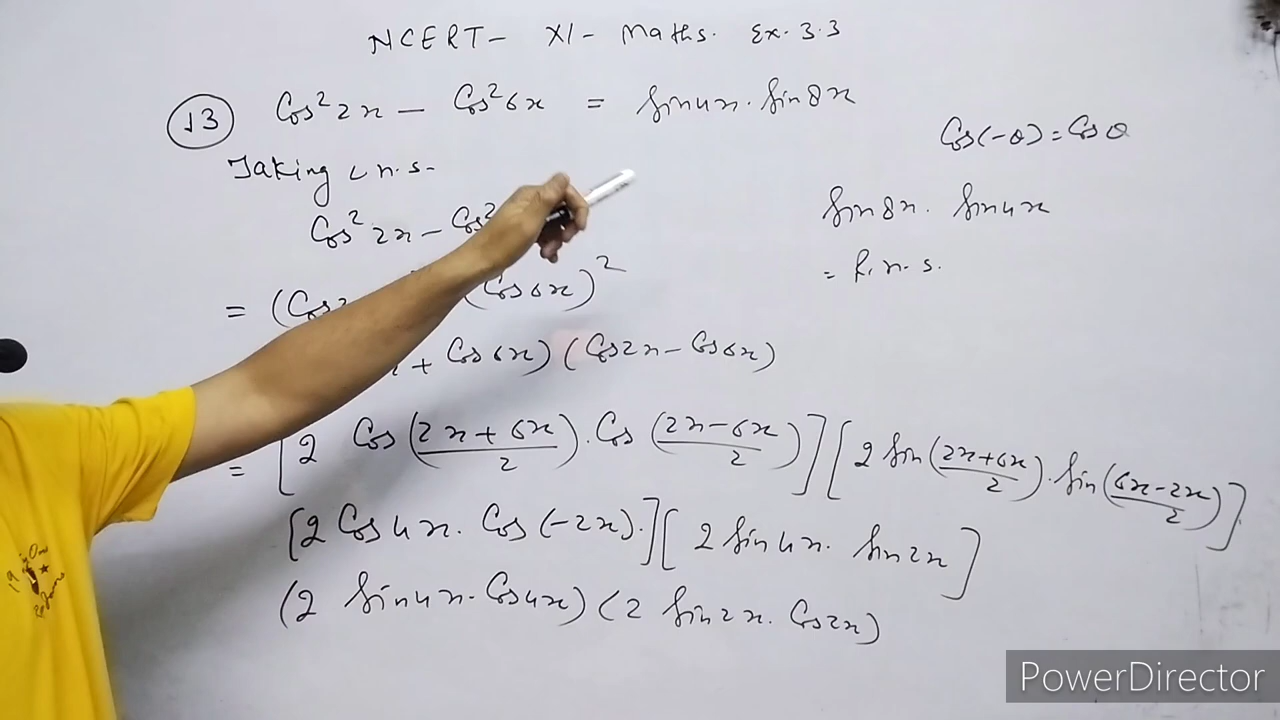 NCERT- XI- Maths. Ex. 3.3
13 Cos²2x - Cos²6x = Sin4x. Sin8x
Taking L.H.S-
Cos²2x - Cos²
= (Cos2 (Cos6x)²
x + Cos6x) (Cos2x - Cos6x)
= [2 Cos(2x+6x/2). Cos(2x-6x/2)][2 Sin(2x+6x/2). Sin(6x-2x/2)].
[2 Cos4x. Cos(-2x).][2 Sin4x. Sin2x]
(2 Sin4x. Cos4x) (2 Sin2x. Cos2x)
Cos(-θ) = Cosθ
Sin8x. Sin4x
= R.H.S.
PowerDirector